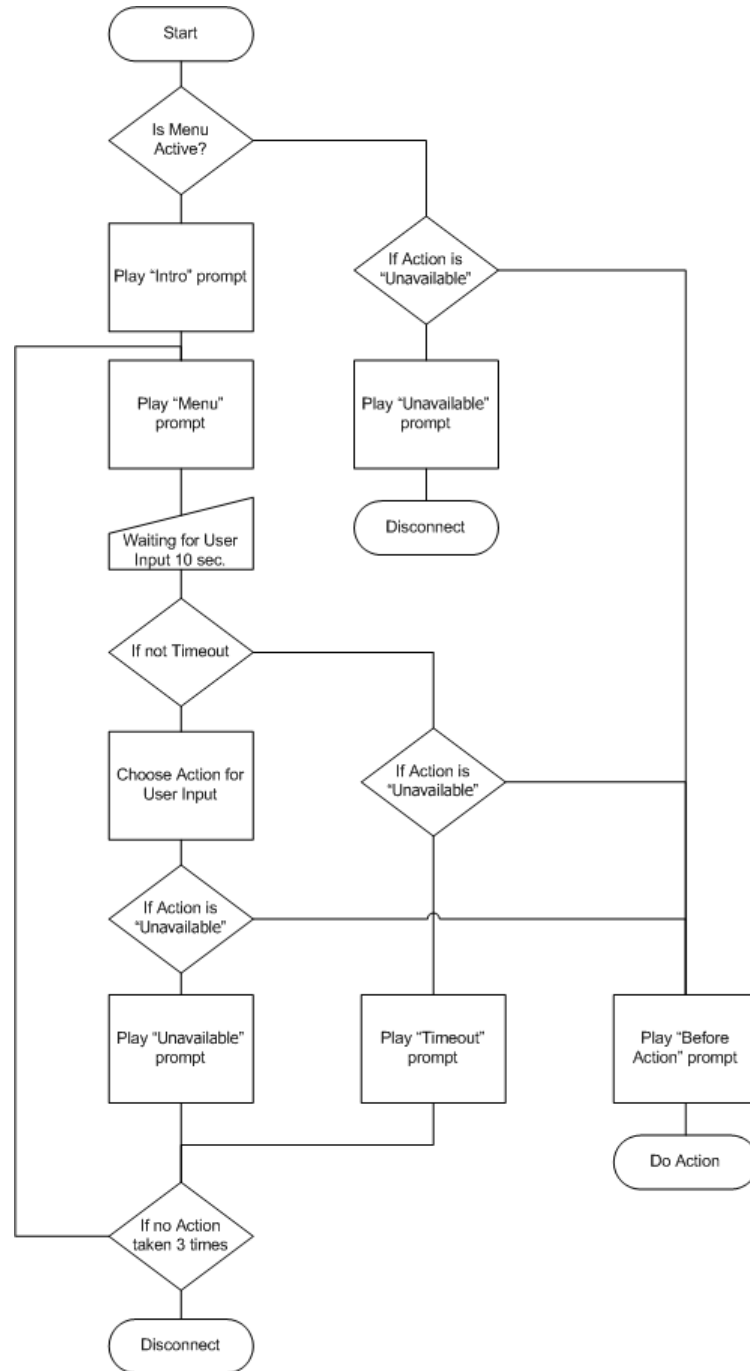 Start
Is Menu
Active?
Play “Intro” prompt
If Action is
“Unavailable”
Play “Menu”
prompt
Play “Unavailable”
prompt
Waiting for User
Input 10 sec.
Disconnect
If not Timeout
Choose Action for
User Input
If Action is
“Unavailable”
If Action is
“Unavailable”
Play “Unavailable”
prompt
Play “Timeout”
prompt
Play “Before
Action” prompt
Do Action
If no Action
taken 3 times
Disconnect